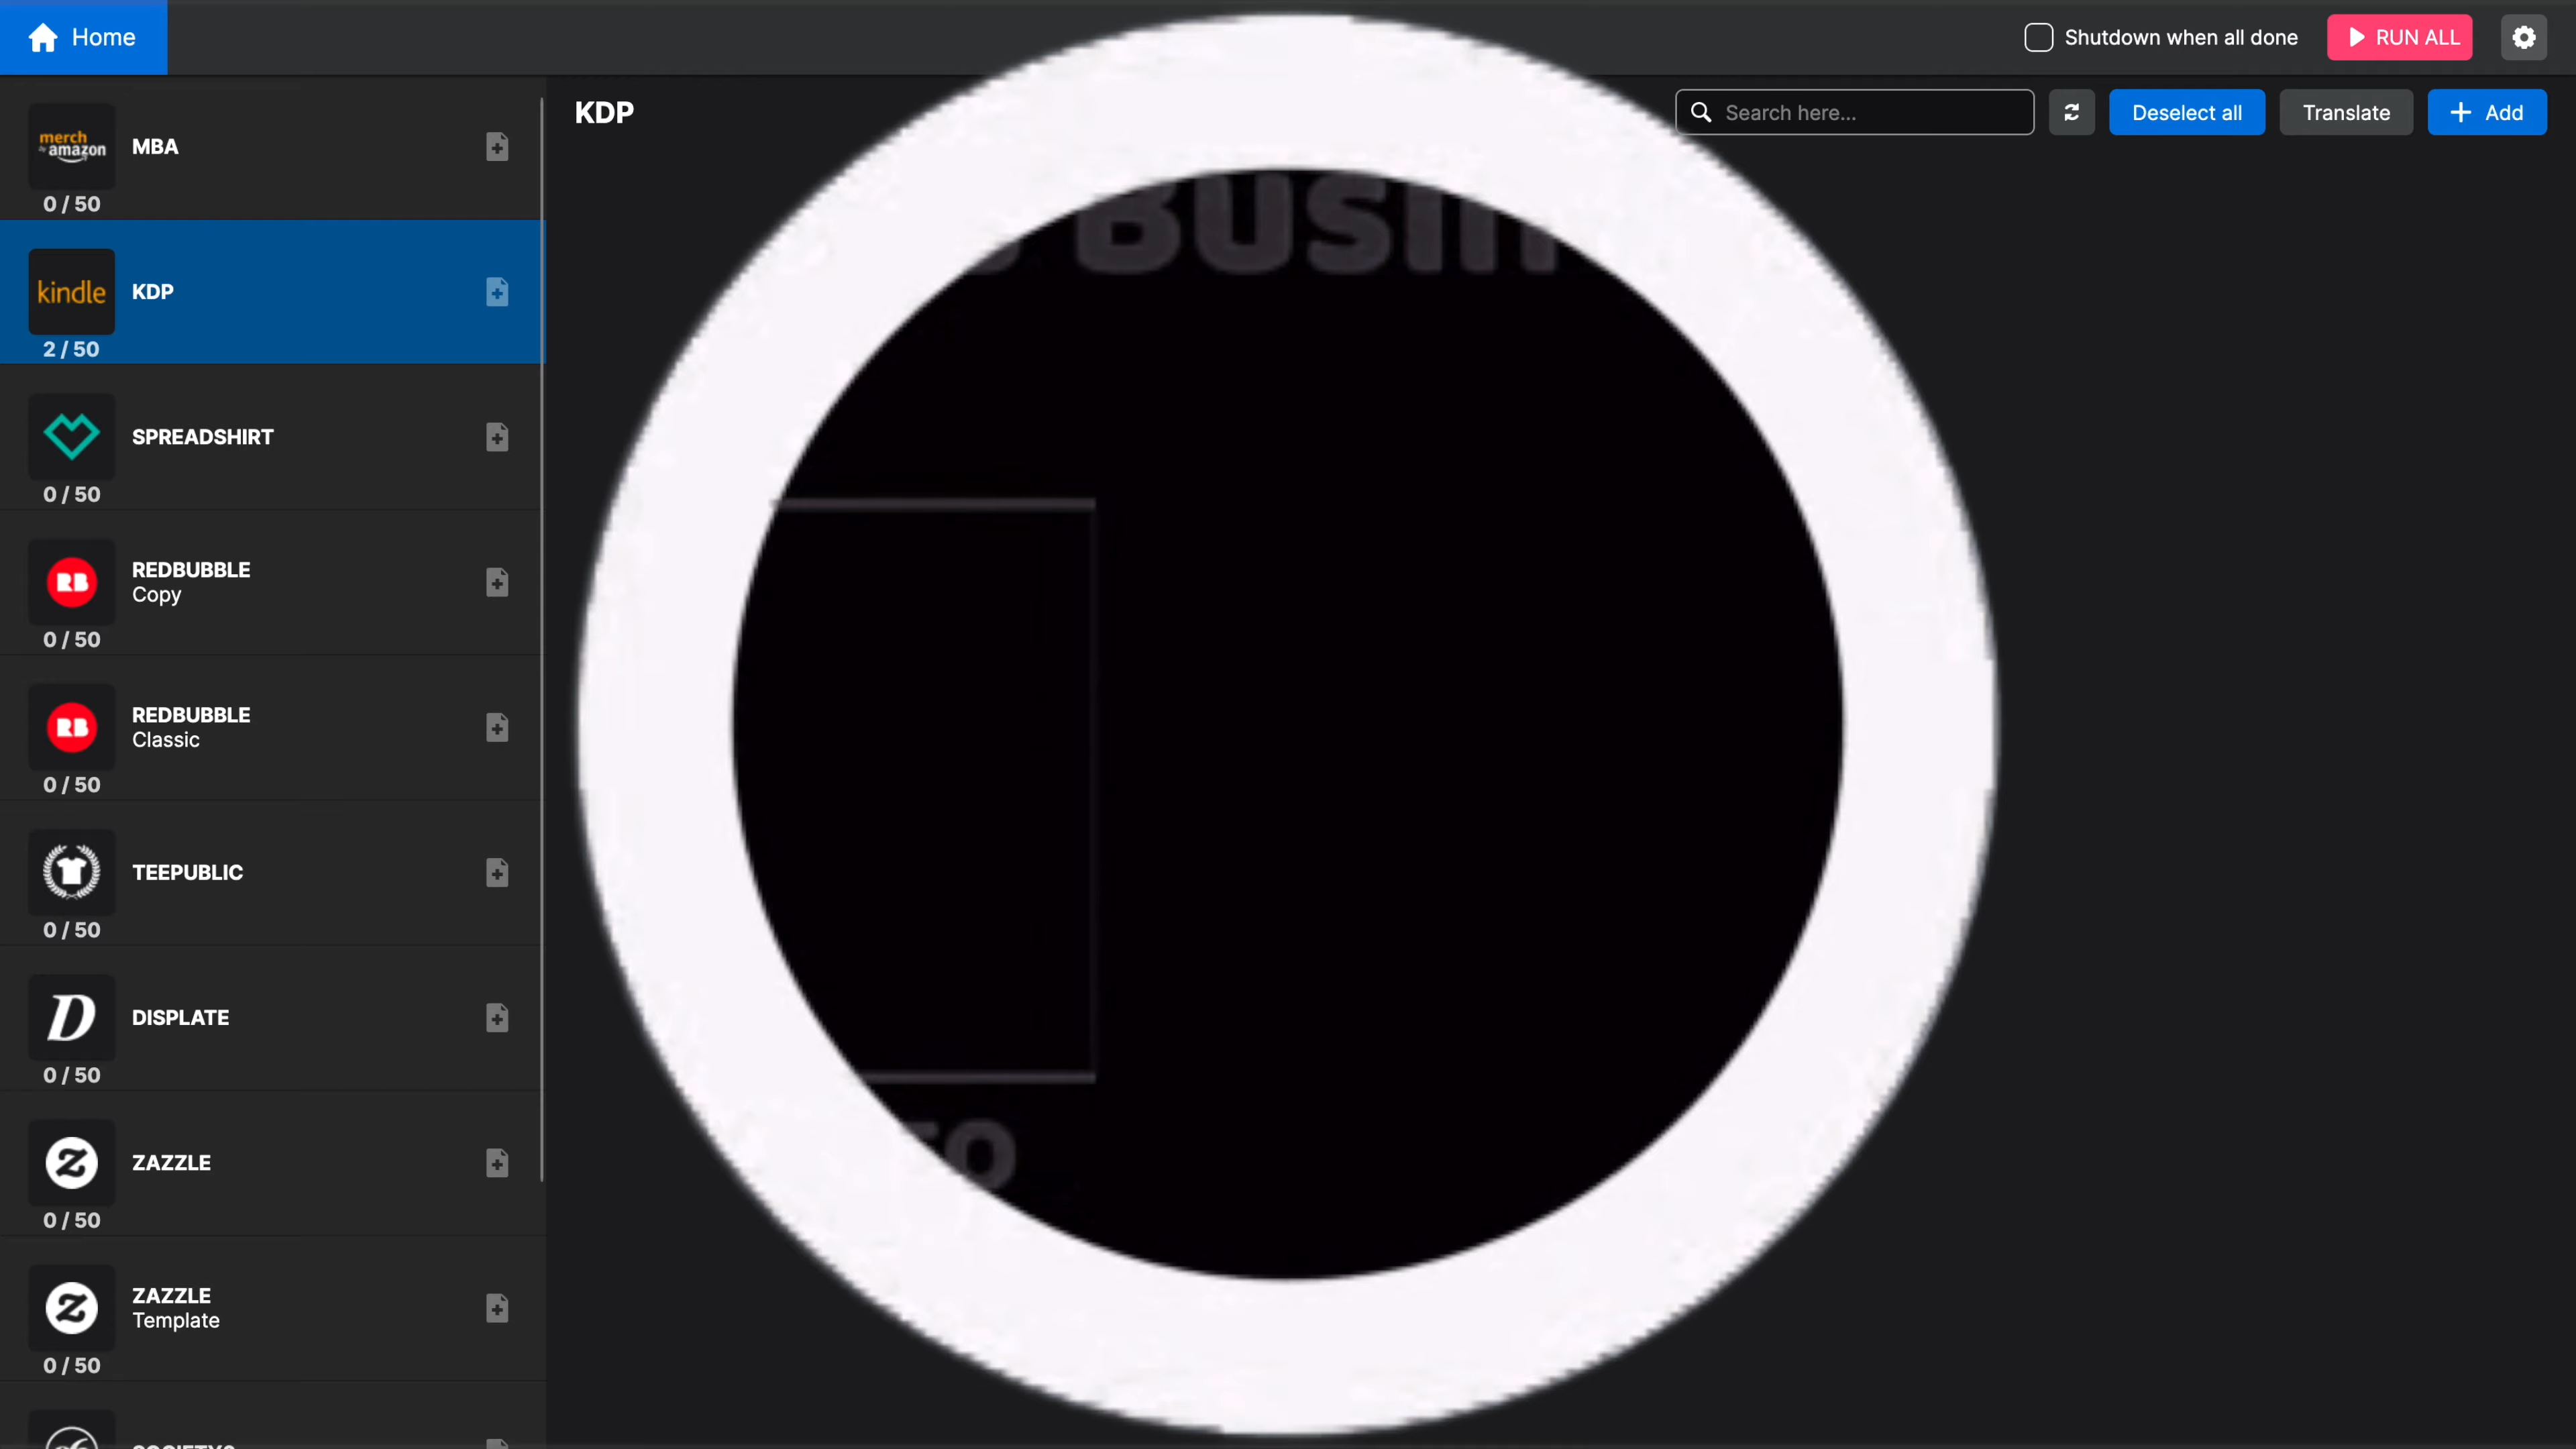 Home
Shutdown when all done
RUN ALL
KDP
Search here...
Deselect all
Translate
Add
merch by amazon
MBA
0 / 50
kindle
KDP
2 / 50
SPREADSHIRT
0 / 50
RB
REDBUBBLE
Copy
0 / 50
RB
REDBUBBLE
Classic
0 / 50
TEEPUBLIC
0 / 50
D
DISPLATE
0 / 50
Z
ZAZZLE
0 / 50
Z
ZAZZLE
Template
0 / 50